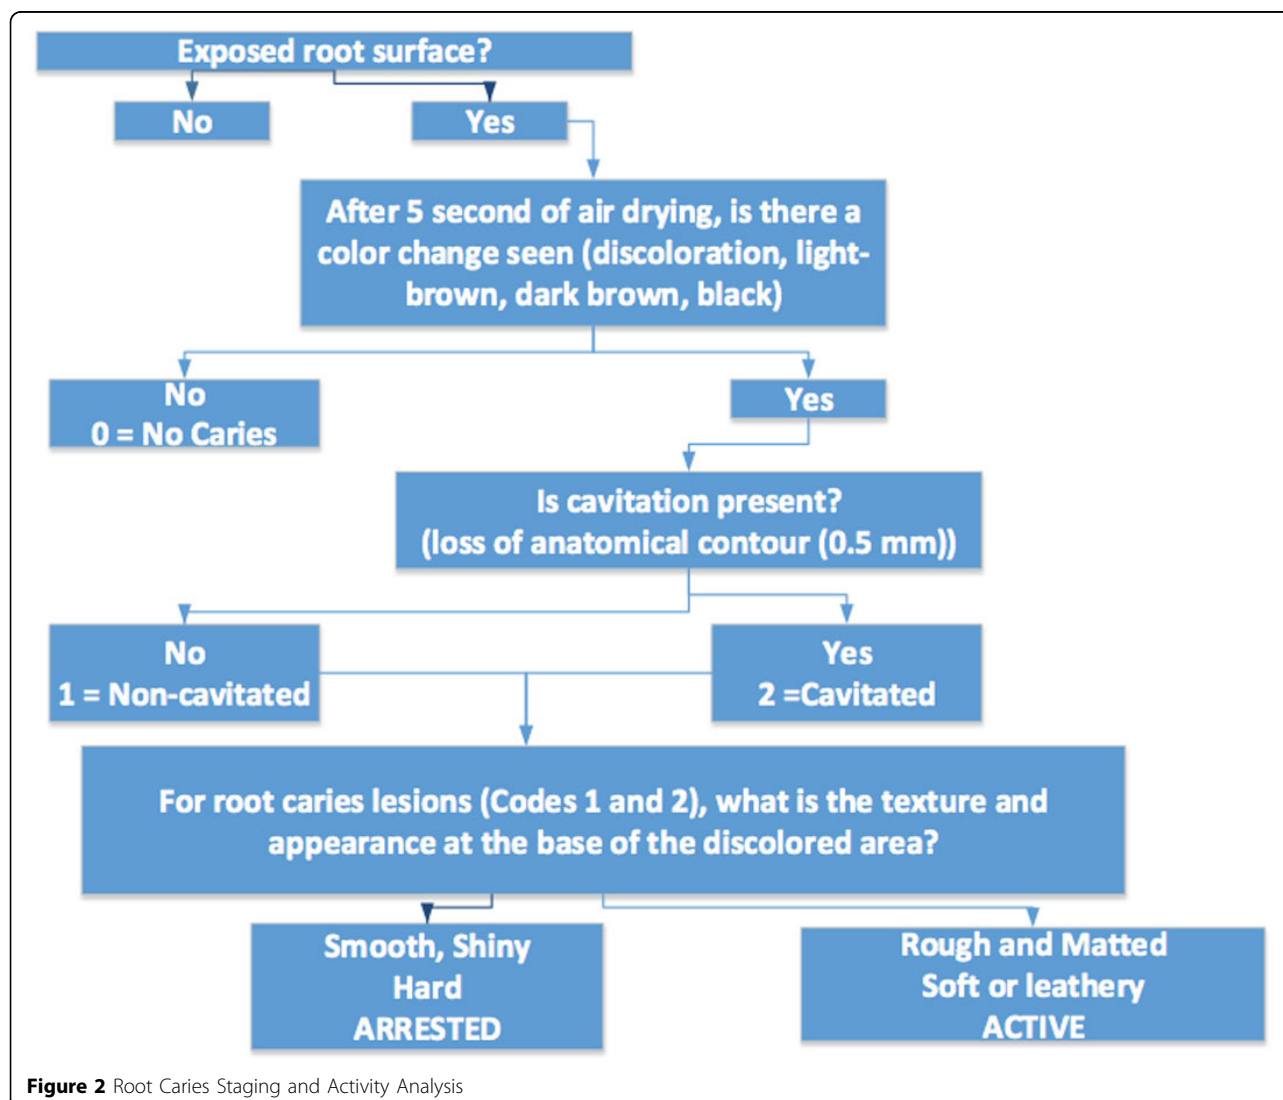 Exposed root surface?
No
Yes
After 5 second of air drying, is there a
color change seen (discoloration, light-
brown, dark brown, black)
No
0 = No Caries
Yes
Is cavitation present?
(loss of anatomical contour (0.5 mm))
No
1 = Non-cavitated
Yes
2 =Cavitated
For root caries lesions (Codes 1 and 2), what is the texture and
appearance at the base of the discolored area?
Smooth, Shiny
Hard
ARRESTED
Rough and Matted
Soft or leathery
ACTIVE
Figure 2 Root Caries Staging and Activity Analysis